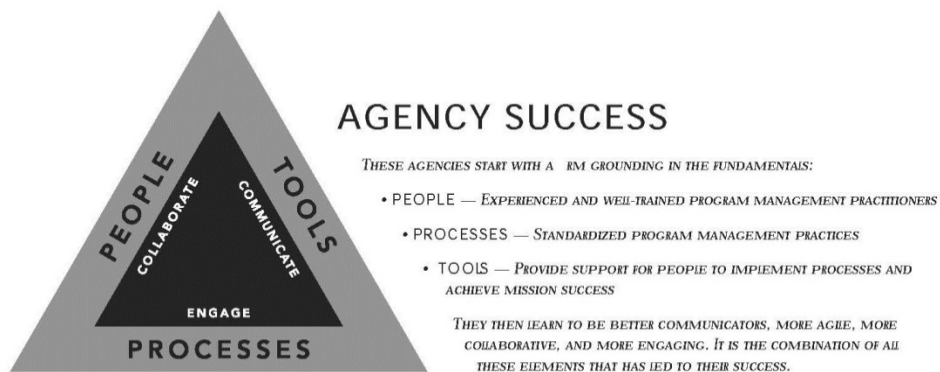 PEOPLE
TOOLS
COLLABORATE
COMMUNICATE
ENGAGE
PROCESSES
AGENCY SUCCESS
THESE AGENCIES START WITH A RM GROUNDING IN THE FUNDAMENTALS:
• PEOPLE — EXPERIENCED AND WELL-TRAINED PROGRAM MANAGEMENT PRACTITIONERS
• PROCESSES — STANDARDIZED PROGRAM MANAGEMENT PRACTICES
• TOOLS — PROVIDE SUPPORT FOR PEOPLE TO IMPLEMENT PROCESSES AND
ACHIEVE MISSION SUCCESS
THEY THEN LEARN TO BE BETTER COMMUNICATORS, MORE AGILE, MORE
COLLABORATIVE, AND MORE ENGAGING. IT IS THE COMBINATION OF ALL
THESE ELEMENTS THAT HAS LED TO THEIR SUCCESS.